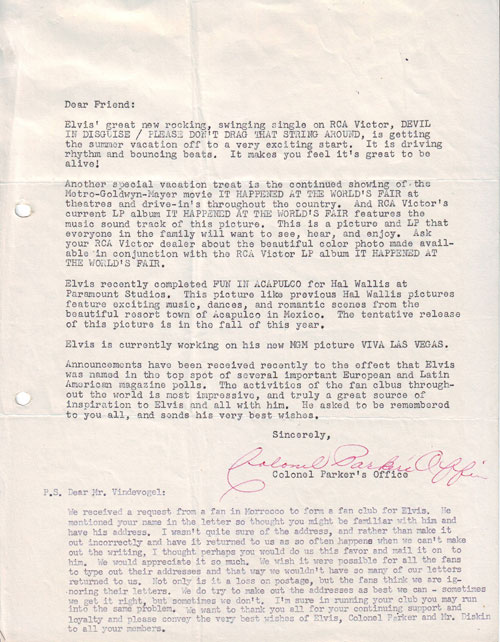 Dear Friend:
Elvis' great new rocking, swinging single on RCA Victor, DEVIL
IN DISGUISE / PLEASE DON'T DRAG THAT STRING AROUND, is getting
the summer vacation off to a very exciting start. It is driving
rhythm and bouncing beats. It makes you feel it's great to be
alive!
Another special vacation treat is the continued showing of the
Metro-Goldwyn-Mayer movie IT HAPPENED AT THE WORLD'S FAIR at
theatres and drive-in's throughout the country. And RCA Victor's
current LP album IT HAPPENED AT THE WORLD'S FAIR features the
music sound track of this picture. This is a picture and LP that
everyone in the family will want to see, hear, and enjoy. Ask
your RCA Victor dealer about the beautiful color photo made avail-
able in conjunction with the RCA Victor LP album IT HAPPENED AT
THE WORLD'S FAIR.
Elvis recently completed FUN IN ACAPULCO for Hal Wallis at
Paramount Studios. This picture like previous Hal Wallis pictures
feature exciting music, dances, and romantic scenes from the
beautiful resort town of Acapulco in Mexico. The tentative release
of this picture is in the fall of this year.
Elvis is currently working on his new MGM picture VIVA LAS VEGAS.
Announcements have been received recently to the effect that Elvis
was named in the top spot of several important European and Latin
American magazine polls. The activities of the fan clbus through-
out the world is most impressive, and truly a great source of
inspiration to Elvis and all with him. He asked to be remembered
to you all, and sends his very best wishes.
Sincerely,
Colonel Parker's Office
Colonel Parker's Office
P.S. Dear Mr. Vindevogel:
We received a request from a fan in Morrosco to form a fan club for Elvis. He
mentioned your name in the letter so thought you might be familiar with him and
have his address. I wasn't quite sure of the address, and rather than make it
out incorrectly and have it returned to us as so often happens when we can't make
out the writing, I thought perhaps you would do us this favor and mail it on to
him. We would appreciate it so much. We wish it were possible for all the fans
to type out their addresses and that way we wouldn't have so many of our letters
returned to us. Not only is it a loss on postage, but the fans think we are ig-
noring their letters. We do try to make out the addresses as best we can - sometimes
we get it right, but sometimes we don't. I'm sure in running your club you may run
into the same problem. We want to thank you all for your continuing support and
loyalty and please convey the very best wishes of Elvis, Colonel Parker and Mr. Diskin
to all your members.